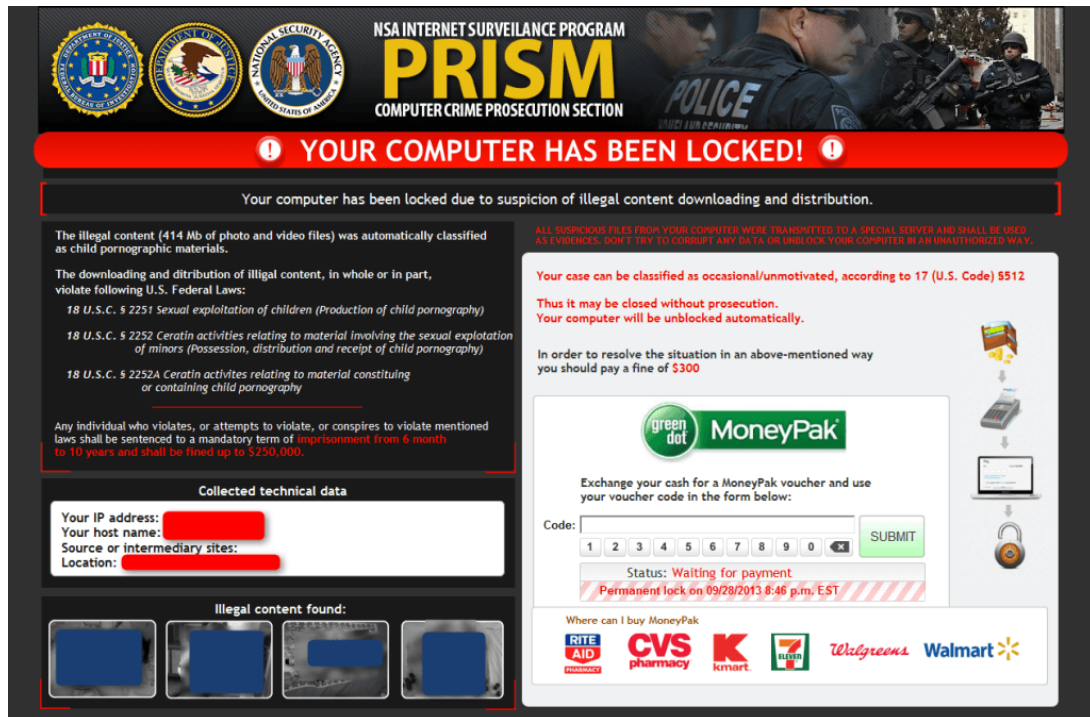 NSA INTERNET SURVEILANCE PROGRAM
PRISM
COMPUTER CRIME PROSECUTION SECTION
POLICE
HOMELAND SECURITY
YOUR COMPUTER HAS BEEN LOCKED!
Your computer has been locked due to suspicion of illegal content downloading and distribution.
The illegal content (414 Mb of photo and video files) was automatically classified
as child pornographic materials.
The downloading and ditribution of illigal content, in whole or in part,
violate following U.S. Federal Laws:
18 U.S.C. § 2251 Sexual exploitation of children (Production of child pornography)
18 U.S.C. § 2252 Ceratin activities relating to material involving the sexual explotation
of minors (Possession, distribution and receipt of child pornography)
18 U.S.C. § 2252A Ceratin activites relating to material constituing
or containing child pornography
Any individual who violates, or attempts to violate, or conspires to violate mentioned
laws shall be sentenced to a mandatory term of imprisonment from 6 month
to 10 years and shall be fined up to $250,000.
Collected technical data
Your IP address:
Your host name:
Source or intermediary sites:
Location:
Illegal content found:
ALL SUSPICIOUS FILES FROM YOUR COMPUTER WERE TRANSMITTED TO A SPECIAL SERVER AND SHALL BE USED
AS EVIDENCES. DON'T TRY TO CORRUPT ANY DATA OR UNBLOCK YOUR COMPUTER IN AN UNAUTHORIZED WAY.
Your case can be classified as occasional/unmotivated, according to 17 (U.S. Code) §512
Thus it may be closed without prosecution.
Your computer will be unblocked automatically.
In order to resolve the situation in an above-mentioned way
you should pay a fine of $300
green dot MoneyPak
Exchange your cash for a MoneyPak voucher and use
your voucher code in the form below:
Code:
1 2 3 4 5 6 7 8 9 0
SUBMIT
Status: Waiting for payment
Permanent lock on 09/28/2013 8:46 p.m. EST
Where can I buy MoneyPak
RITE AID PHARMACY
CVS pharmacy
K kmart
7 ELEVEN
Walgreens
Walmart